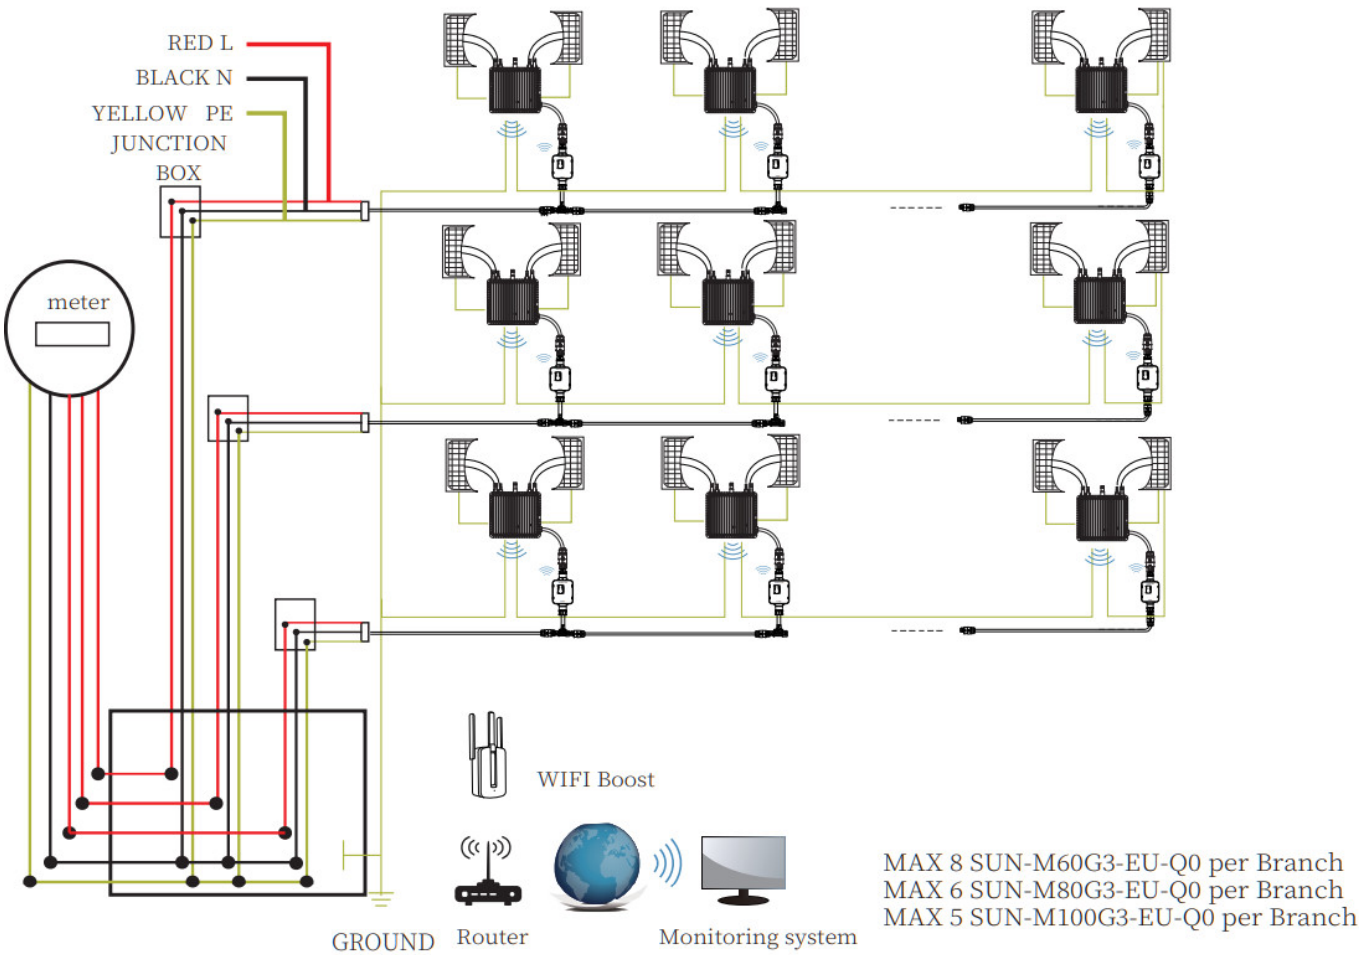 RED L
BLACK N
YELLOW PE
JUNCTION
BOX
meter
WIFI Boost
GROUND
Router
Monitoring system
MAX 8 SUN-M60G3-EU-Q0 per Branch
MAX 6 SUN-M80G3-EU-Q0 per Branch
MAX 5 SUN-M100G3-EU-Q0 per Branch